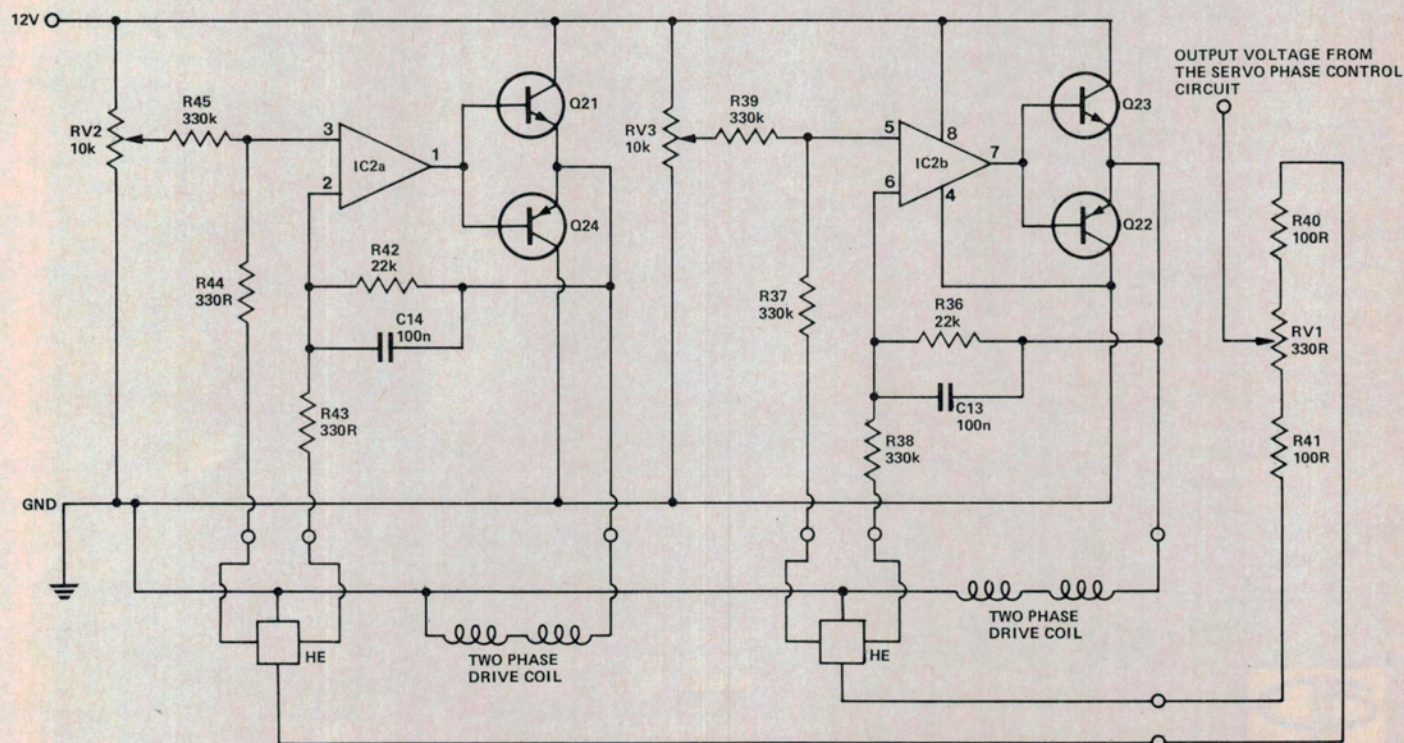 12V
RV2
10k
R45
330k
3
2
IC2a
1
Q21
Q24
R44
330R
R42
22k
C14
100n
R43
330R
RV3
10k
R39
330k
5
6
IC2b
8
4
7
Q23
Q22
R37
330k
R36
22k
C13
100n
R38
330k
OUTPUT VOLTAGE FROM
THE SERVO PHASE CONTROL
CIRCUIT
R40
100R
RV1
330R
R41
100R
GND
HE
TWO PHASE
DRIVE COIL
HE
TWO PHASE
DRIVE COIL